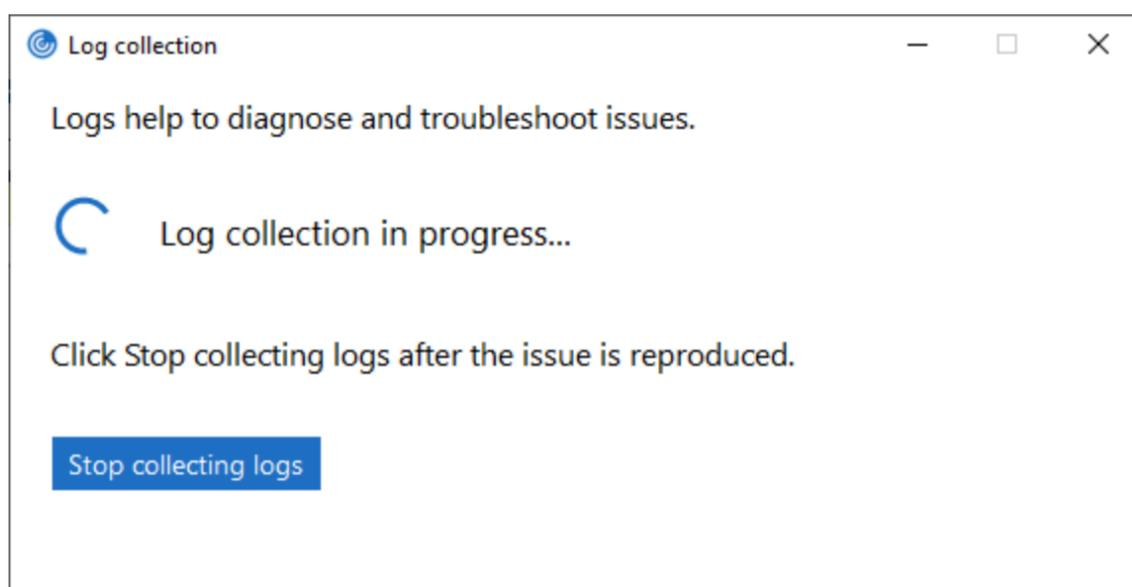 Log collection
Logs help to diagnose and troubleshoot issues.
Log collection in progress...
Click Stop collecting logs after the issue is reproduced.
Stop collecting logs